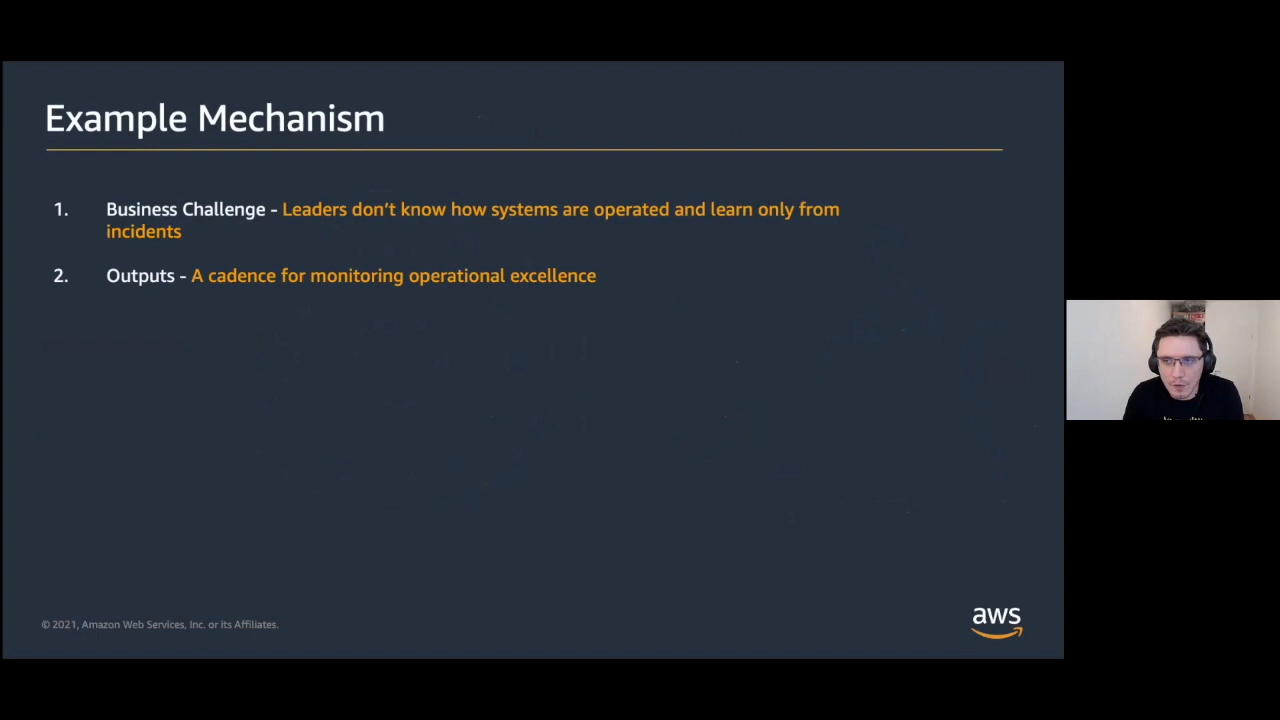 Example Mechanism
1. Business Challenge - Leaders don’t know how systems are operated and learn only from
incidents
2. Outputs - A cadence for monitoring operational excellence
© 2021, Amazon Web Services, Inc. or its Affiliates.
aws